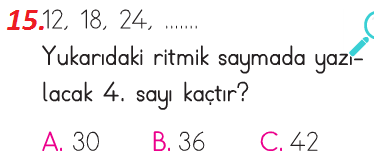 15.12, 18, 24, .......
Yukarıdaki ritmik saymada yazı-
lacak 4. sayı kaçtır?
A. 30 B. 36 C. 42